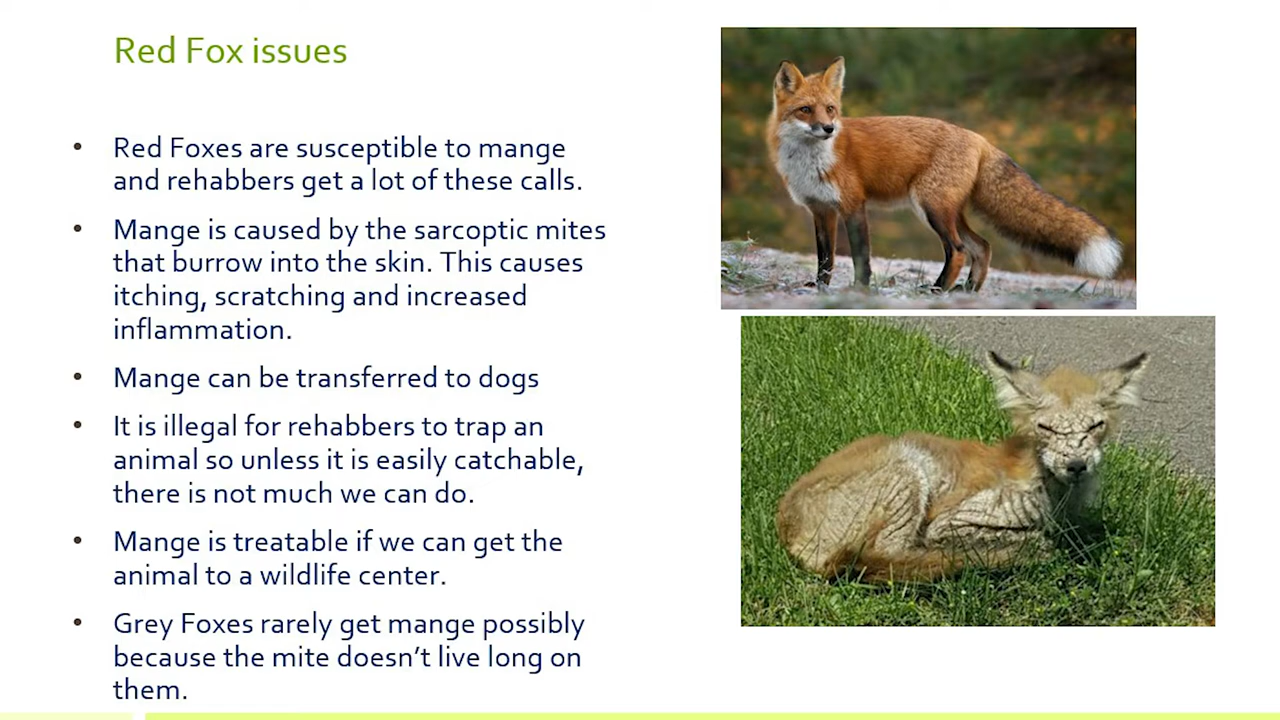 Red Fox issues
• Red Foxes are susceptible to mange
and rehabbers get a lot of these calls.
• Mange is caused by the sarcoptic mites
that burrow into the skin. This causes
itching, scratching and increased
inflammation.
• Mange can be transferred to dogs
• It is illegal for rehabbers to trap an
animal so unless it is easily catchable,
there is not much we can do.
• Mange is treatable if we can get the
animal to a wildlife center.
• Grey Foxes rarely get mange possibly
because the mite doesn’t live long on
them.